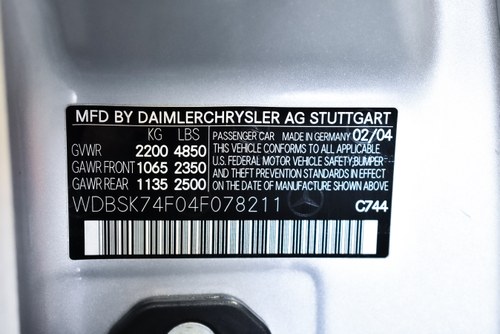 MFD BY DAIMLERCHRYSLER AG STUTTGART
KG LBS PASSENGER CAR MADE IN GERMANY 02/04
GVWR 2200 4850 THIS VEHICLE CONFORMS TO ALL APPLICABLE
GAWR FRONT 1065 2350 U.S. FEDERAL MOTOR VEHICLE SAFETY,BUMPER
AND THEFT PREVENTION STANDARDS IN EFFECT
GAWR REAR 1135 2500 ON THE DATE OF MANUFACTURE SHOWN ABOVE.
WDBSK74F04F078211 C744